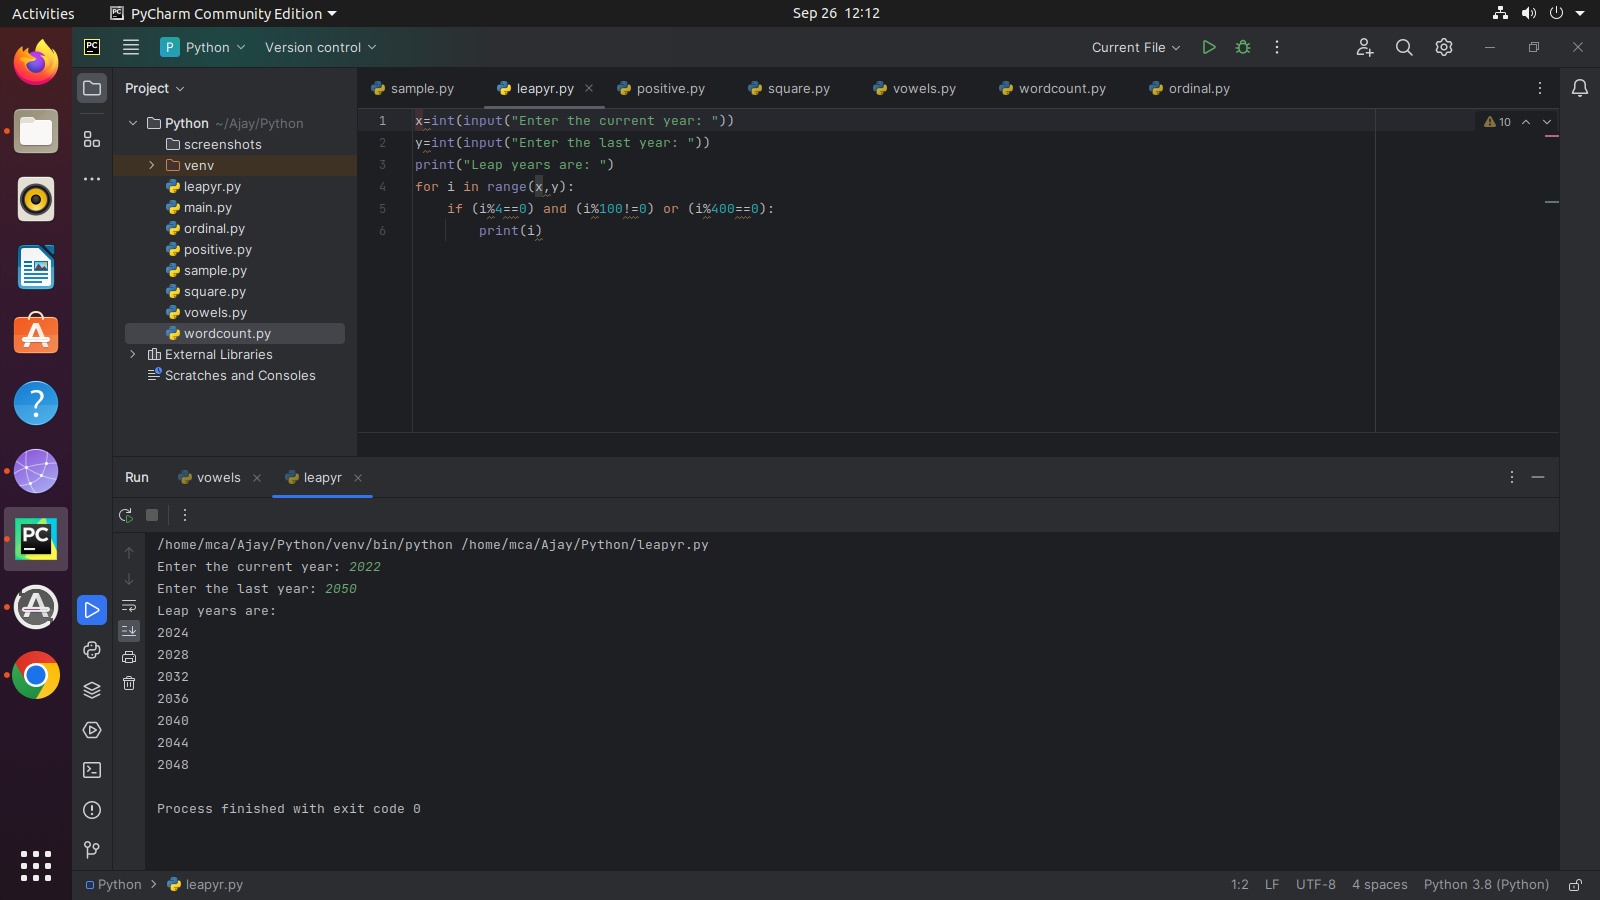 Activities PyCharm Community Edition Sep 26 12:12
PC P Python Version control Current File
Project
sample.py leapyr.py positive.py square.py vowels.py wordcount.py ordinal.py
Python ~/Ajay/Python
screenshots
venv
leapyr.py
main.py
ordinal.py
positive.py
sample.py
square.py
vowels.py
wordcount.py
External Libraries
Scratches and Consoles
1 x=int(input("Enter the current year: ")) 10
2 y=int(input("Enter the last year: "))
3 print("Leap years are: ")
4 for i in range(x,y):
5 if (i%4==0) and (i%100!=0) or (i%400==0):
6 print(i)
Run vowels leapyr
/home/mca/Ajay/Python/venv/bin/python /home/mca/Ajay/Python/leapyr.py
Enter the current year: 2022
Enter the last year: 2050
Leap years are:
2024
2028
2032
2036
2040
2044
2048
Process finished with exit code 0
PC
Python leapyr.py 1:2 LF UTF-8 4 spaces Python 3.8 (Python)